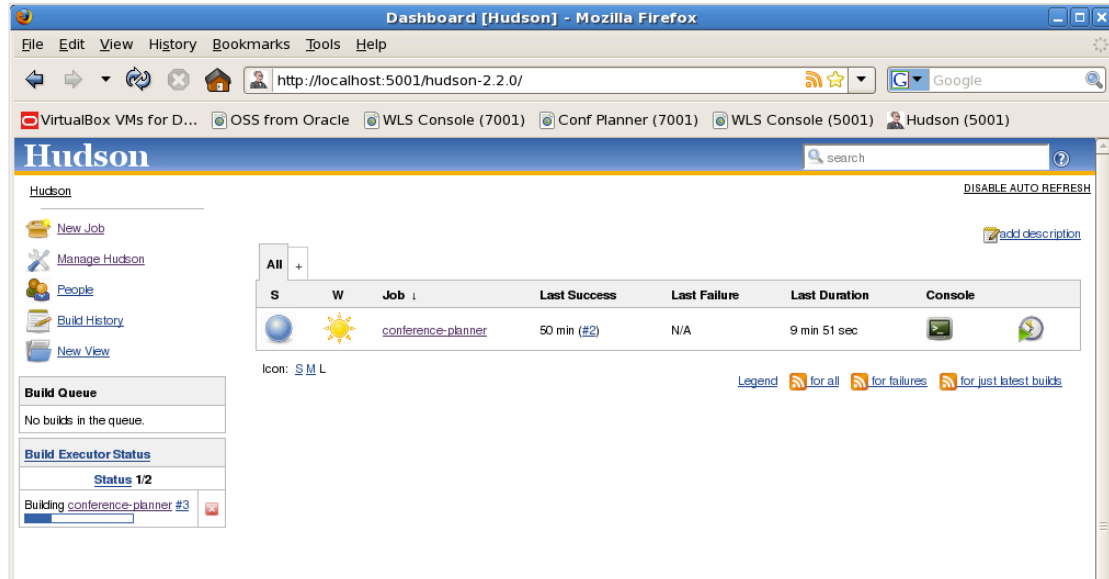 Dashboard [Hudson] - Mozilla Firefox
File Edit View History Bookmarks Tools Help
http://localhost:5001/hudson-2.2.0/ G Google
VirtualBox VMs for D... OSS from Oracle WLS Console (7001) Conf Planner (7001) WLS Console (5001) Hudson (5001)
Hudson search ?
Hudson DISABLE AUTO REFRESH
New Job
add description
Manage Hudson
All +
People
S W Job ↓ Last Success Last Failure Last Duration Console
Build History
conference-planner 50 min (#2) N/A 9 min 51 sec
New View
Icon: S M L
Legend for all for failures for just latest builds
Build Queue
No builds in the queue.
Build Executor Status
Status 1/2
Building conference-planner #3